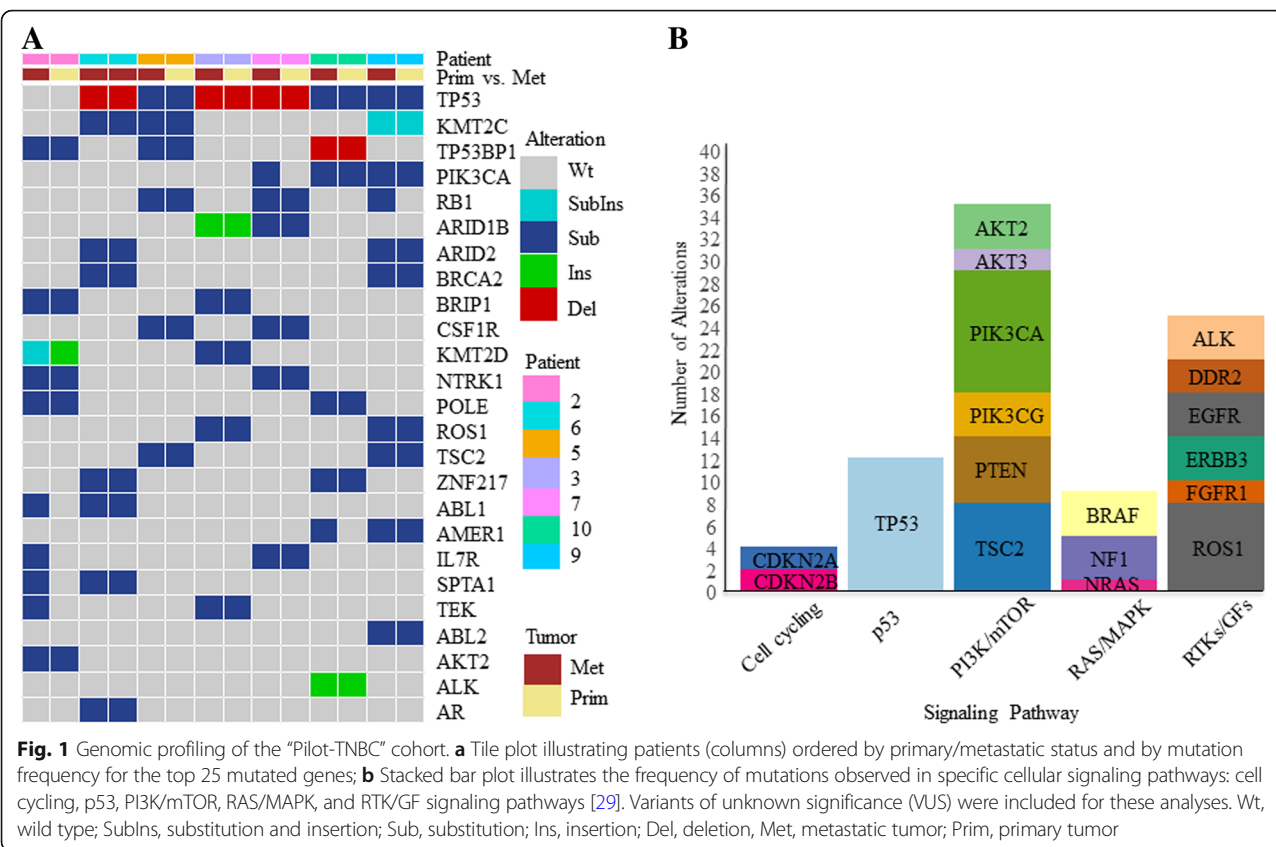 A
Patient
Prim vs. Met
TP53
KMT2C
TP53BP1
PIK3CA
RB1
ARID1B
ARID2
BRCA2
BRIP1
CSF1R
KMT2D
NTRK1
POLE
ROS1
TSC2
ZNF217
ABL1
AMER1
IL7R
SPTA1
TEK
ABL2
AKT2
ALK
AR
Alteration
Wt
SubIns
Sub
Ins
Del
Patient
2
6
5
3
7
10
9
Tumor
Met
Prim
B
Number of Alterations
40
38
36
34
32
30
28
26
24
22
20
18
16
14
12
10
8
6
4
2
0
CDKN2A
CDKN2B
TP53
AKT2
AKT3
PIK3CA
PIK3CG
PTEN
TSC2
BRAF
NF1
NRAS
ALK
DDR2
EGFR
ERBB3
FGFR1
ROS1
Cell cycling
p53
PI3K/mTOR
RAS/MAPK
RTKs/GFs
Signaling Pathway
Fig. 1 Genomic profiling of the “Pilot-TNBC” cohort. a Tile plot illustrating patients (columns) ordered by primary/metastatic status and by mutation
frequency for the top 25 mutated genes; b Stacked bar plot illustrates the frequency of mutations observed in specific cellular signaling pathways: cell
cycling, p53, PI3K/mTOR, RAS/MAPK, and RTK/GF signaling pathways [29]. Variants of unknown significance (VUS) were included for these analyses. Wt,
wild type; SubIns, substitution and insertion; Sub, substitution; Ins, insertion; Del, deletion, Met, metastatic tumor; Prim, primary tumor